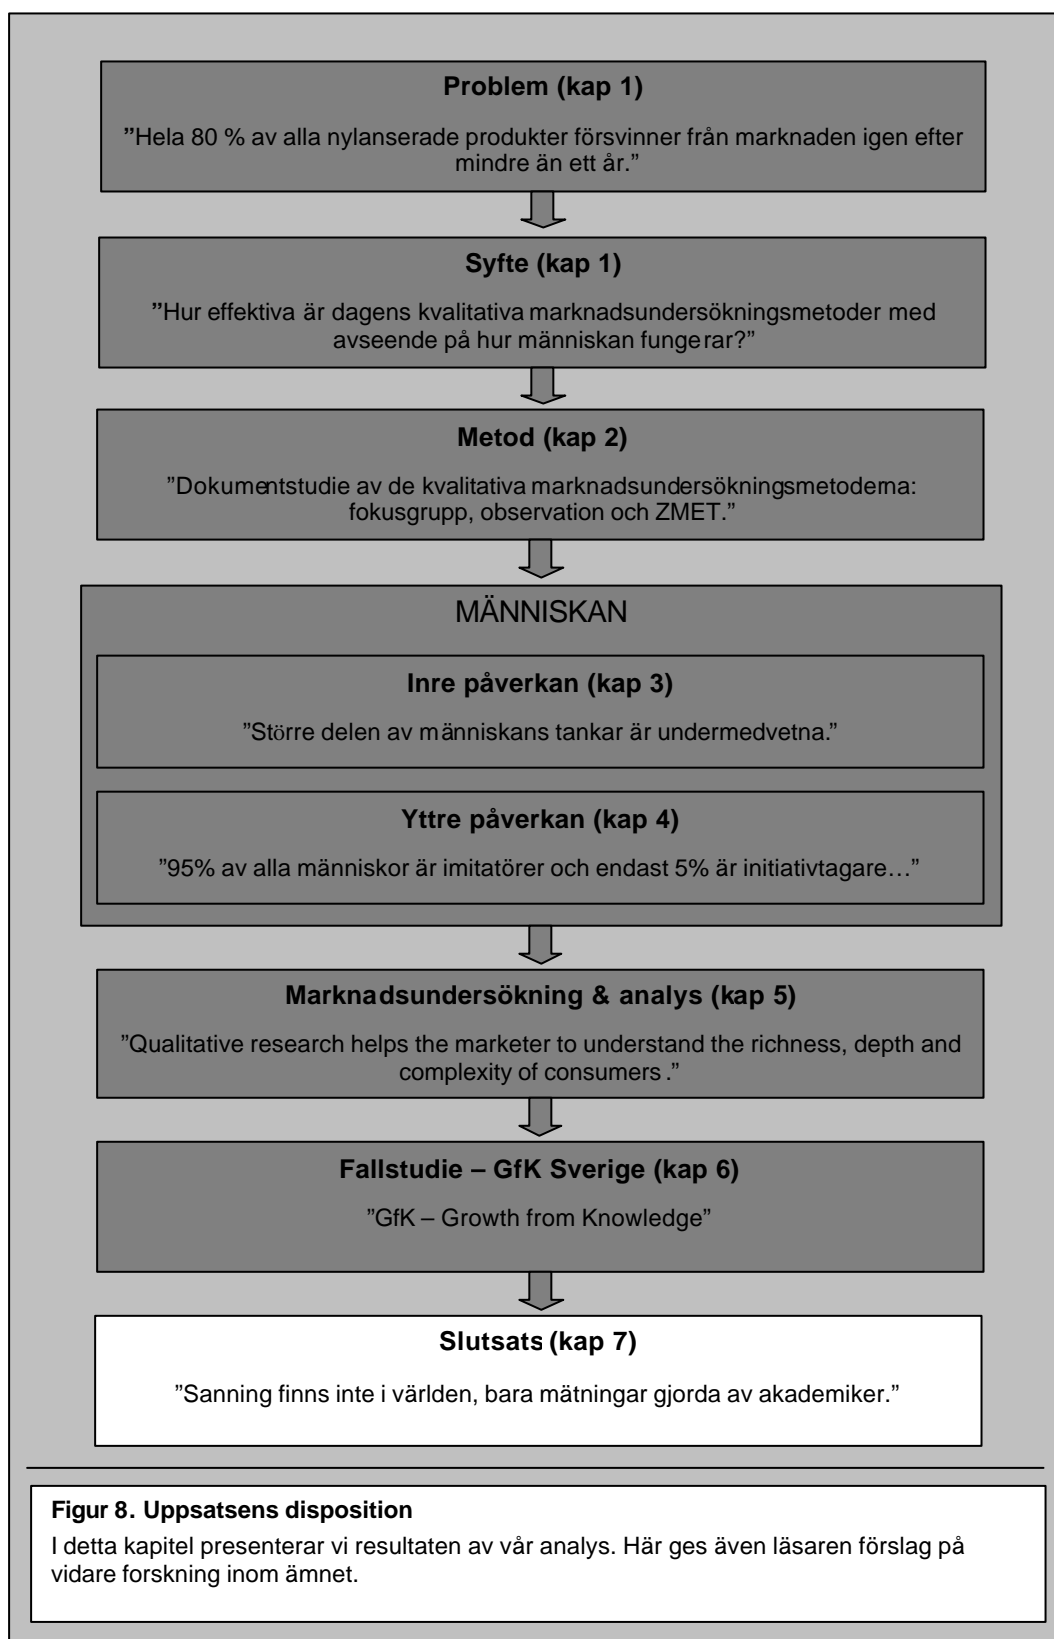 Problem (kap 1)
”Hela 80 % av alla nylanserade produkter försvinner från marknaden igen efter
mindre än ett år.”
Syfte (kap 1)
”Hur effektiva är dagens kvalitativa marknadsundersökningsmetoder med
avseende på hur människan fungerar?”
Metod (kap 2)
”Dokumentstudie av de kvalitativa marknadsundersökningsmetoderna:
fokusgrupp, observation och ZMET.”
MÄNNISKAN
Inre påverkan (kap 3)
”Större delen av människans tankar är undermedvetna.”
Yttre påverkan (kap 4)
”95% av alla människor är imitatörer och endast 5% är initiativtagare…”
Marknadsundersökning & analys (kap 5)
”Qualitative research helps the marketer to understand the richness, depth and
complexity of consumers.”
Fallstudie – GfK Sverige (kap 6)
”GfK – Growth from Knowledge”
Slutsats (kap 7)
”Sanning finns inte i världen, bara mätningar gjorda av akademiker.”
Figur 8. Uppsatsens disposition
I detta kapitel presenterar vi resultaten av vår analys. Här ges även läsaren förslag på
vidare forskning inom ämnet.